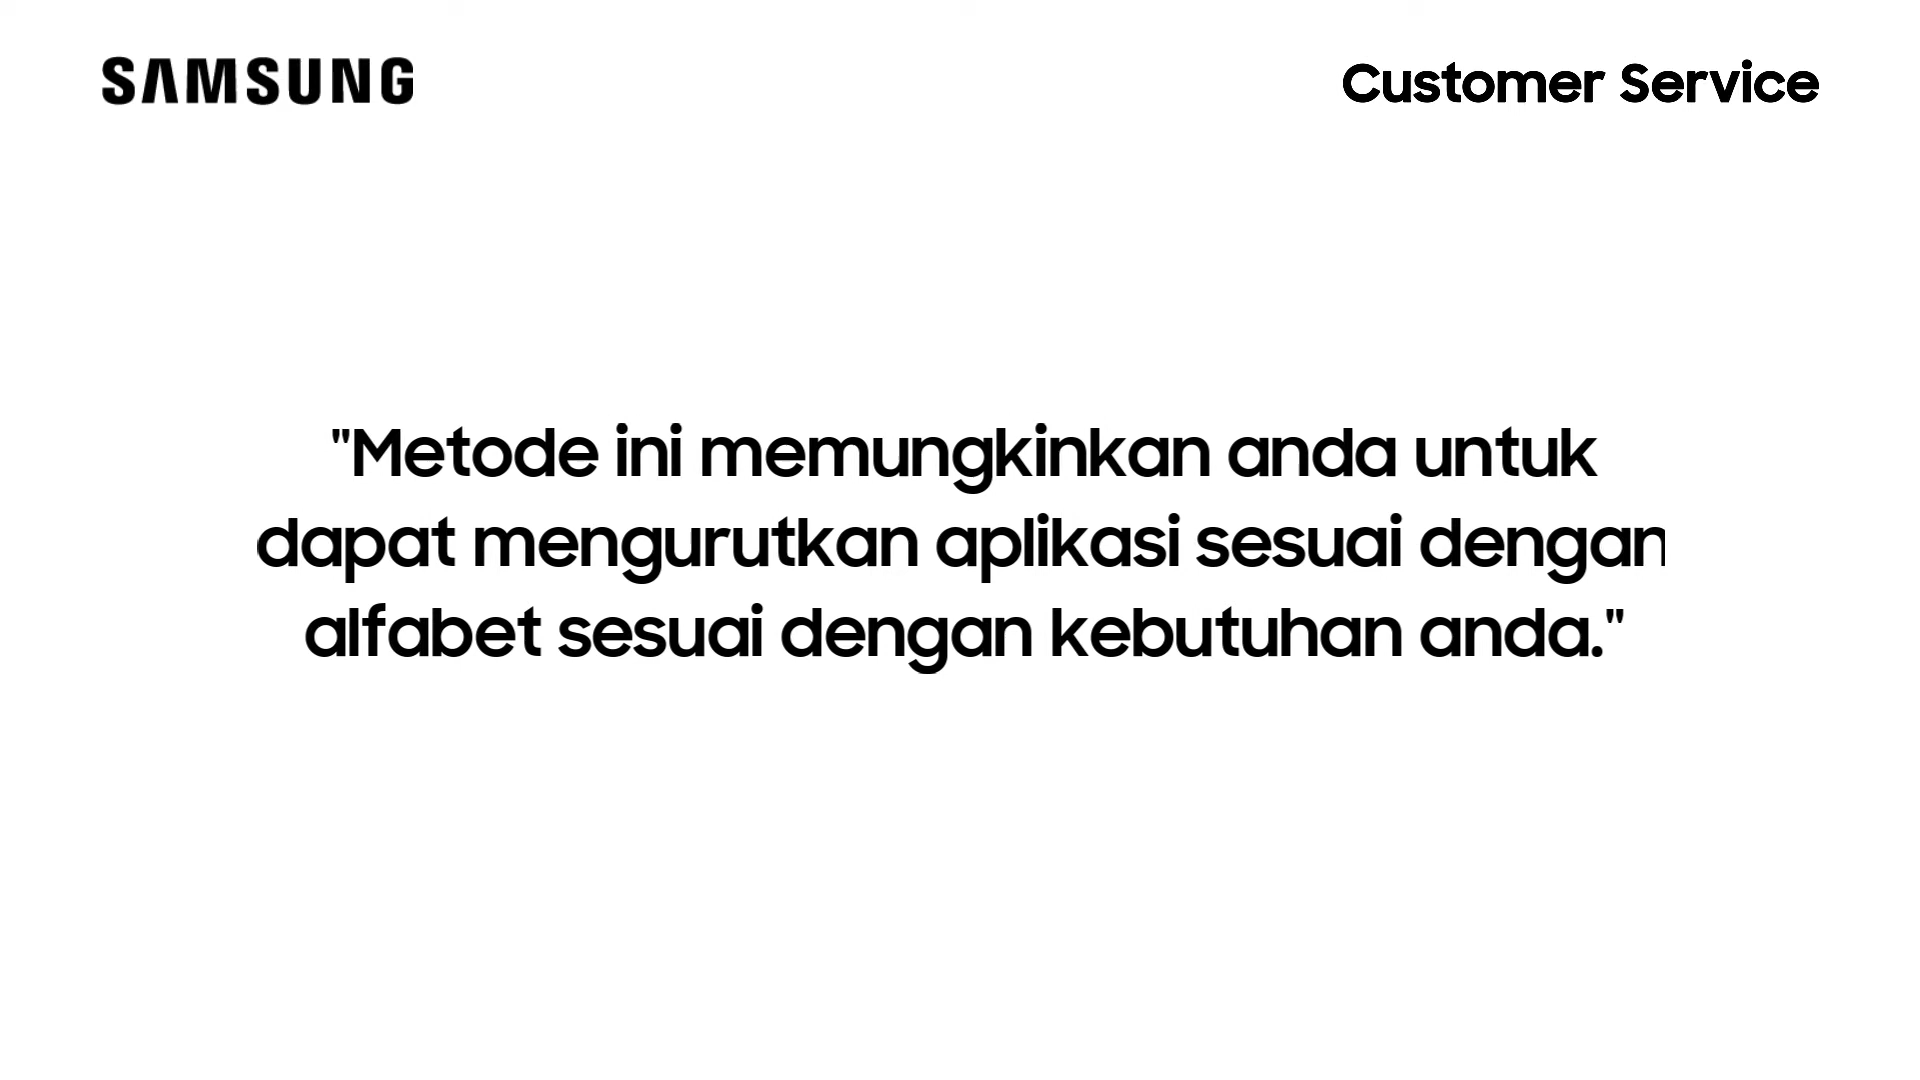 SAMSUNG
Customer Service
"Metode ini memungkinkan anda untuk
dapat mengurutkan aplikasi sesuai dengan
alfabet sesuai dengan kebutuhan anda."